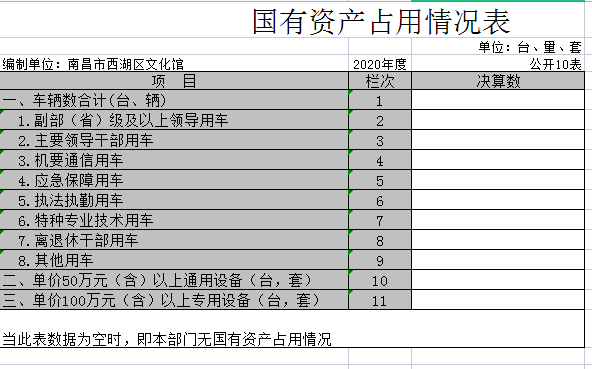 国有资产占用情况表
单位：台、量、套
编制单位：南昌市西湖区文化馆 2020年度 公开10表
项 目 栏次 决算数
一、车辆数合计(台、辆) 1
1.副部（省）级及以上领导用车 2
2.主要领导干部用车 3
3.机要通信用车 4
4.应急保障用车 5
5.执法执勤用车 6
6.特种专业技术用车 7
7.离退休干部用车 8
8.其他用车 9
二、单价50万元（含）以上通用设备（台，套） 10
三、单价100万元（含）以上专用设备（台，套） 11
当此表数据为空时，即本部门无国有资产占用情况